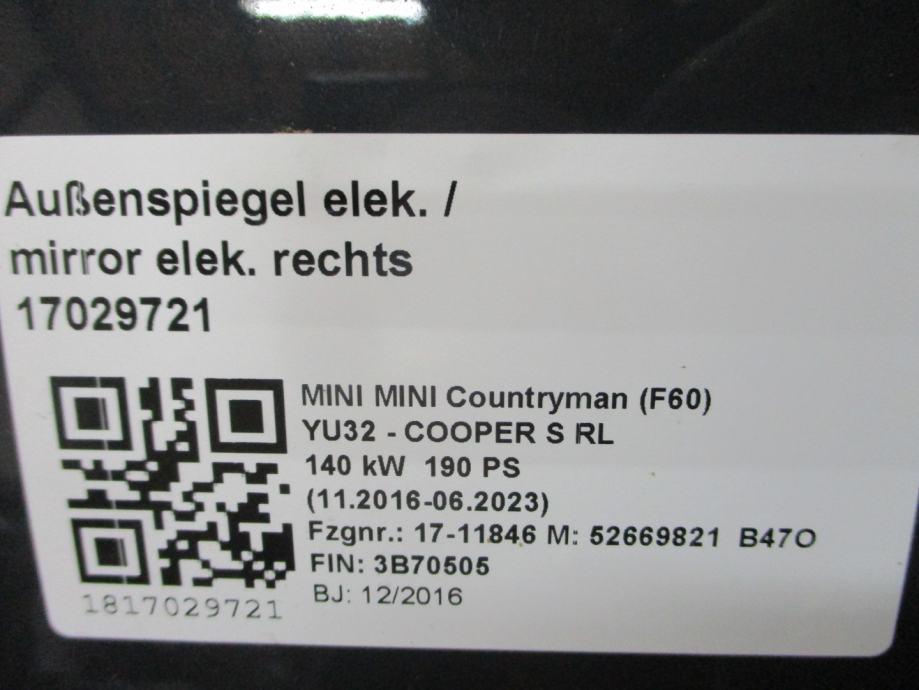 Außenspiegel elek. /
mirror elek. rechts
17029721
MINI MINI Countryman (F60)
YU32 - COOPER S RL
140 kW 190 PS
(11.2016-06.2023)
Fzgnr.: 17-11846 M: 52669821 B47O
FIN: 3B70505
BJ: 12/2016
1817029721